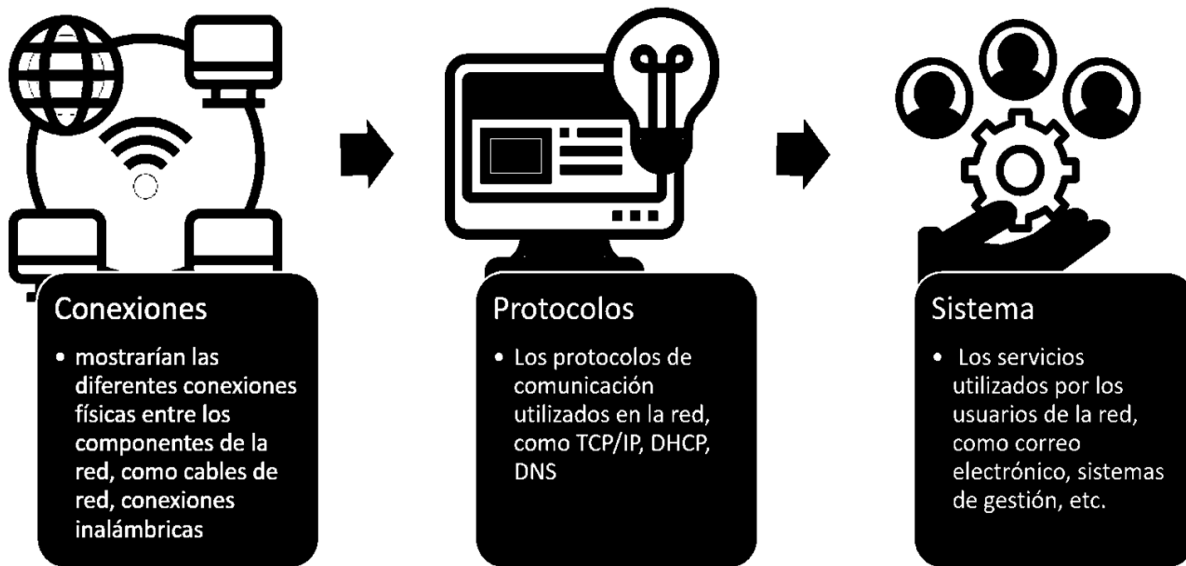 Conexiones
• mostrarían las
diferentes conexiones
físicas entre los
componentes de la
red, como cables de
red, conexiones
inalámbricas
Protocolos
• Los protocolos de
comunicación
utilizados en la red,
como TCP/IP, DHCP,
DNS
Sistema
• Los servicios
utilizados por los
usuarios de la red,
como correo
electrónico, sistemas
de gestión, etc.